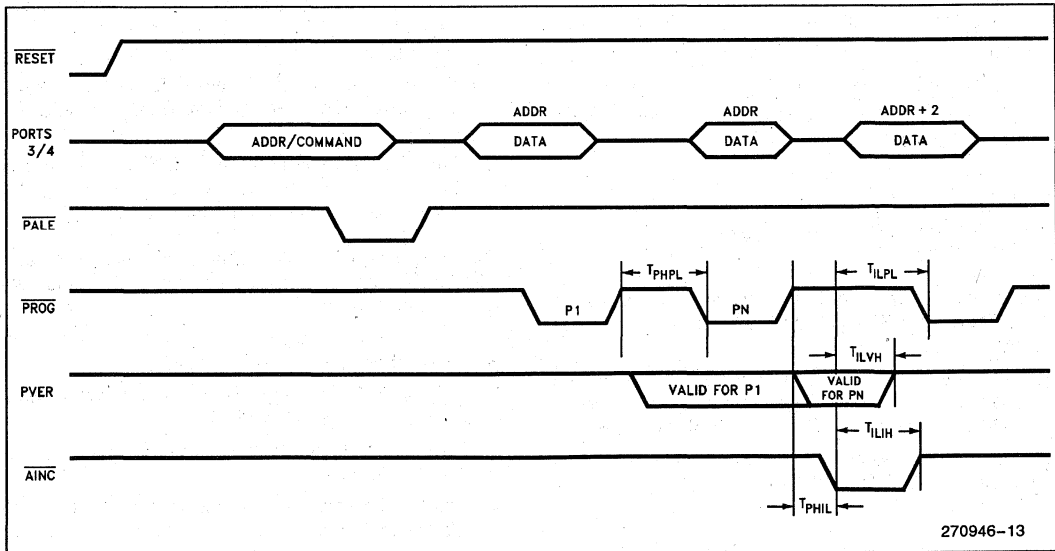 RESET
PORTS
3/4
ADDR/COMMAND
ADDR
DATA
ADDR
DATA
ADDR + 2
DATA
PALE
PROG
P1
TPHPL
PN
TILPL
PVER
VALID FOR P1
VALID
FOR PN
TILVH
AINC
TILIH
TPHIL
270946-13